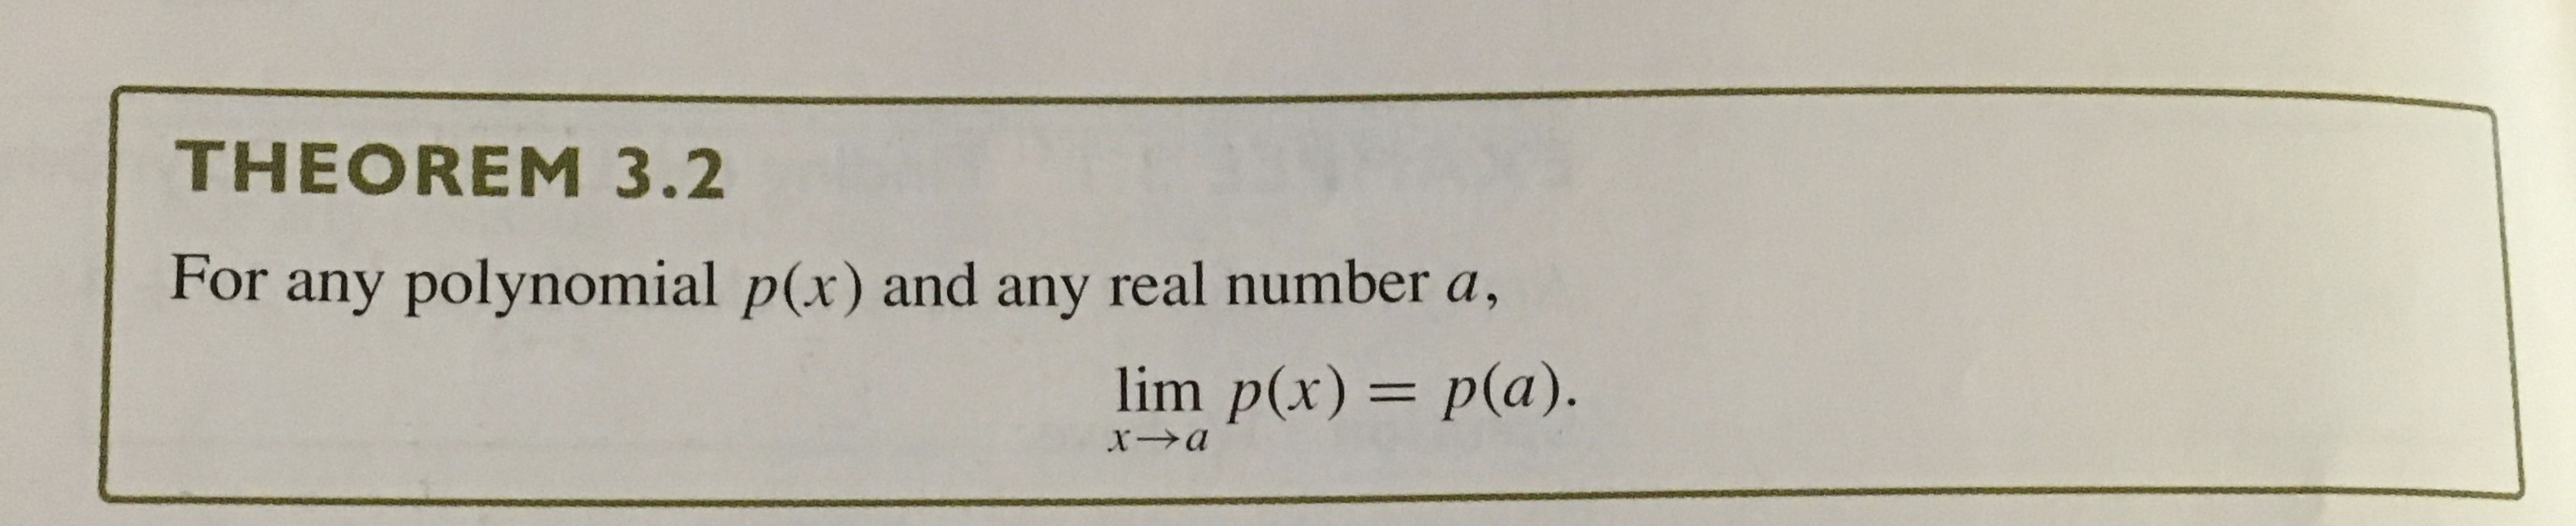 THEOREM 3.2
For any polynomial p(x) and any real number a,
lim p(x) = p(a).
x→a